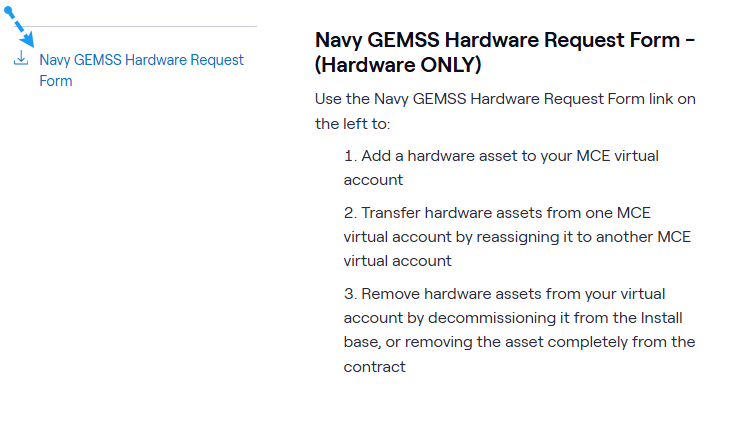 Navy GEMSS Hardware Request
Form
Navy GEMSS Hardware Request Form -
(Hardware ONLY)
Use the Navy GEMSS Hardware Request Form link on
the left to:
1. Add a hardware asset to your MCE virtual
account
2. Transfer hardware assets from one MCE
virtual account by reassigning it to another MCE
virtual account
3. Remove hardware assets from your virtual
account by decommissioning it from the Install
base, or removing the asset completely from the
contract